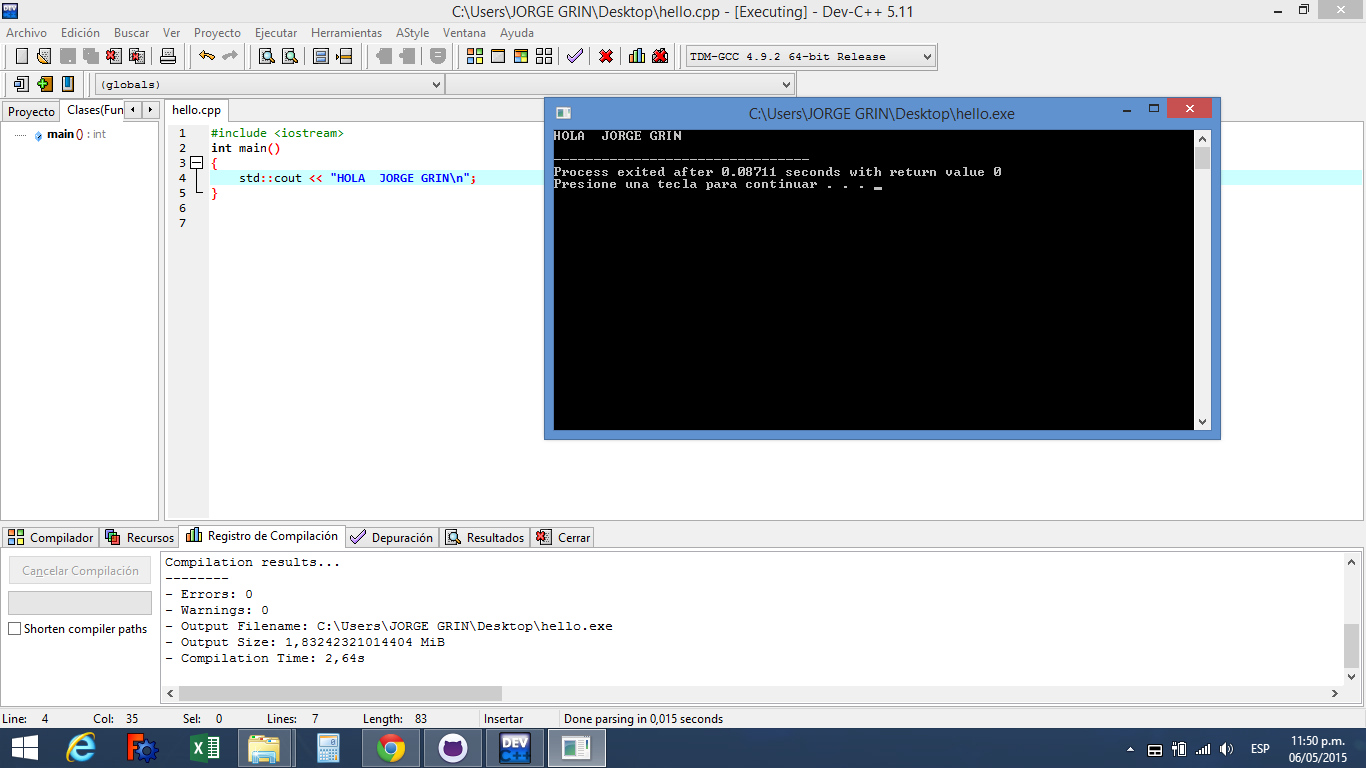 C:\Users\JORGE GRIN\Desktop\hello.cpp - [Executing] - Dev-C++ 5.11
Archivo Edición Buscar Ver Proyecto Ejecutar Herramientas AStyle Ventana Ayuda
TDM-GCC 4.9.2 64-bit Release
(globals)
Proyecto Clases(Fun
hello.cpp
main () : int
1 #include <iostream>
2 int main()
3 {
4 std::cout << "HOLA  JORGE GRIN\n";
5 }
6
7
C:\Users\JORGE GRIN\Desktop\hello.exe
HOLA  JORGE GRIN
--------------------------------
Process exited after 0.08711 seconds with return value 0
Presione una tecla para continuar . . . _
Compilador Recursos Registro de Compilación Depuración Resultados Cerrar
Cancelar Compilación
Shorten compiler paths
Compilation results...
--------
- Errors: 0
- Warnings: 0
- Output Filename: C:\Users\JORGE GRIN\Desktop\hello.exe
- Output Size: 1,83242321014404 MiB
- Compilation Time: 2,64s
Line: 4 Col: 35 Sel: 0 Lines: 7 Length: 83 Insertar Done parsing in 0,015 seconds
DEV C++
ESP
11:50 p.m.
06/05/2015